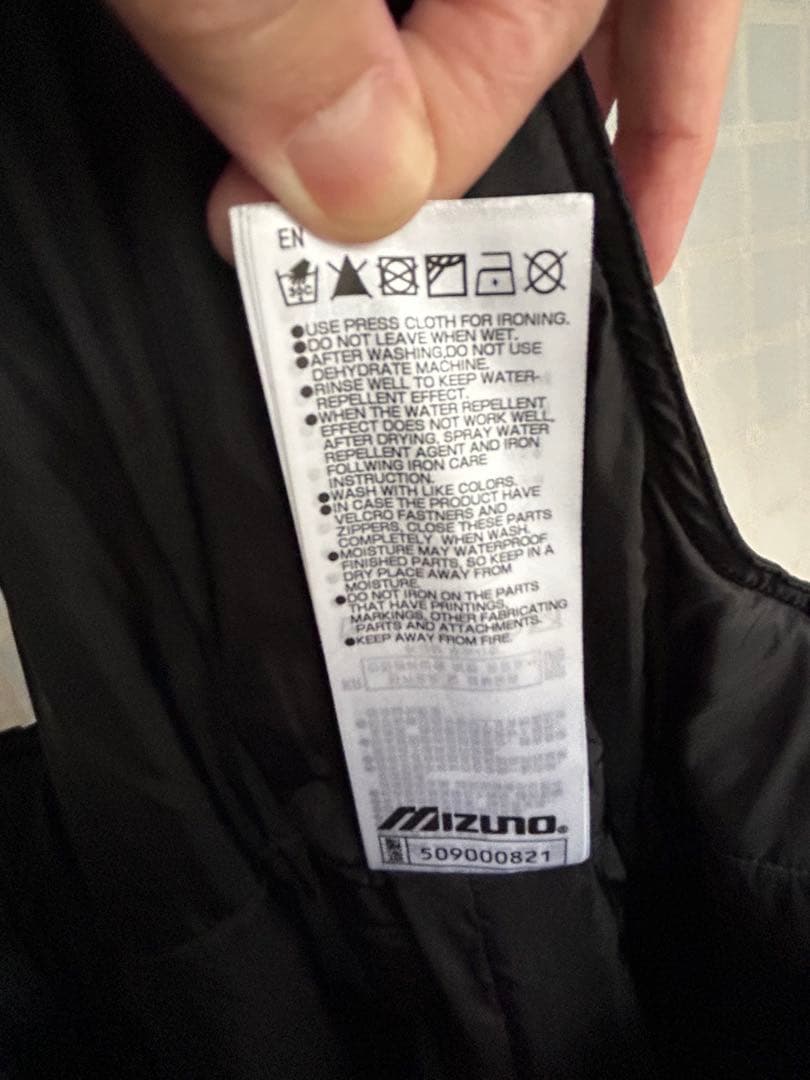 EN
30C
●USE PRESS CLOTH FOR IRONING.
●DO NOT LEAVE WHEN WET.
●AFTER WASHING,DO NOT USE
DEHYDRATE MACHINE.
●RINSE WELL TO KEEP WATER-
REPELLENT EFFECT.
●WHEN THE WATER REPELLENT
EFFECT DOES NOT WORK WELL,
AFTER DRYING, SPRAY WATER
REPELLENT AGENT AND IRON
FOLLWING IRON CARE
INSTRUCTION.
●WASH WITH LIKE COLORS.
●IN CASE THE PRODUCT HAVE
VELCRO FASTNERS AND
ZIPPERS, CLOSE THESE PARTS
COMPLETELY WHEN WASH.
●MOISTURE MAY WATERPROOF
FINISHED PARTS, SO KEEP IN A
DRY PLACE AWAY FROM
MOISTURE.
●DO NOT IRON ON THE PARTS
THAT HAVE PRINTINGS,
MARKINGS, OTHER FABRICATING
PARTS AND ATTACHMENTS.
●KEEP AWAY FROM FIRE.
MIZUNO®
509000821